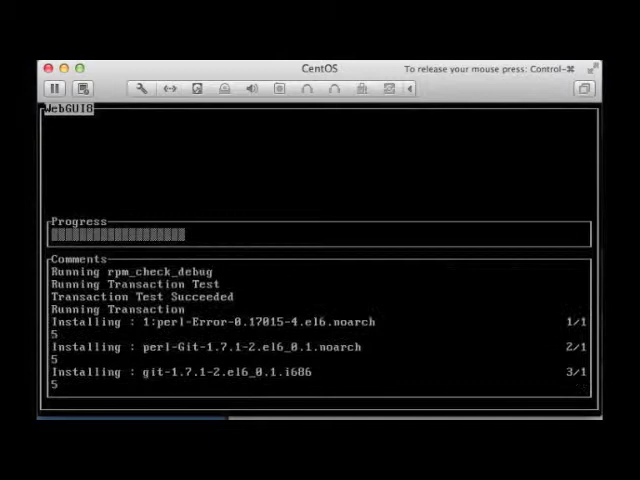 CentOS
To release your mouse press: Control-⌘
WebGUI8
Progress
Comments
Running rpm_check_debug
Running Transaction Test
Transaction Test Succeeded
Running Transaction
Installing : 1:perl-Error-0.17015-4.el6.noarch 1/1
5
Installing : perl-Git-1.7.1-2.el6_0.1.noarch 2/1
5
Installing : git-1.7.1-2.el6_0.1.i686 3/1
5